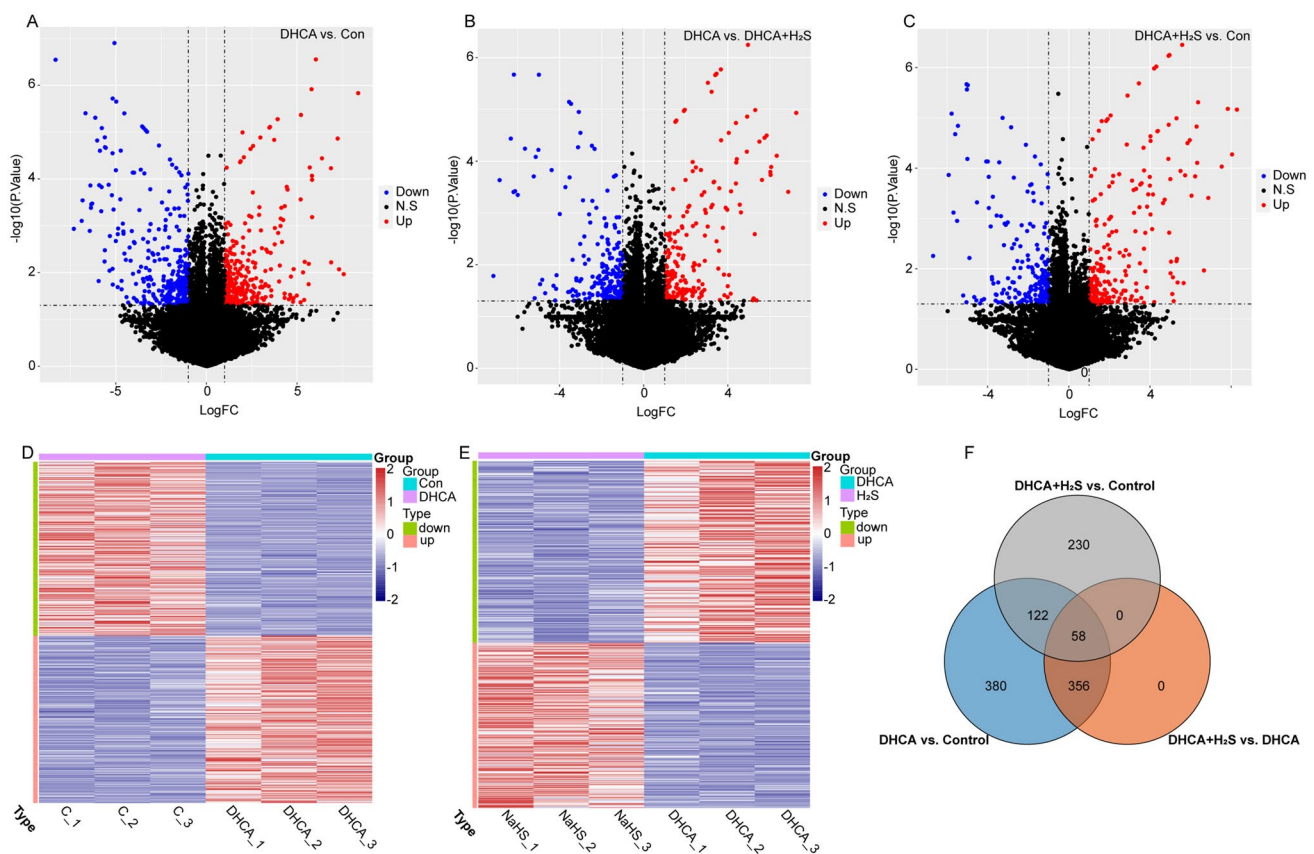 A
DHCA vs. Con
-log10(P.Value)
6
4
2
0
-5
0
5
LogFC
Down
N.S
Up
B
DHCA vs. DHCA+H₂S
-log10(P.Value)
6
4
2
0
-4
0
4
LogFC
Down
N.S
Up
C
DHCA+H₂S vs. Con
-log10(P.Value)
6
4
2
0
0
-4
0
4
LogFC
Down
N.S
Up
D
Group
Group
Con
DHCA
Type
down
up
2
1
0
-1
-2
Type
C_1
C_2
C_3
DHCA_1
DHCA_2
DHCA_3
E
Group
Group
DHCA
H₂S
Type
down
up
2
1
0
-1
-2
Type
NaHS_1
NaHS_2
NaHS_3
DHCA_1
DHCA_2
DHCA_3
F
DHCA+H₂S vs. Control
230
122
0
58
380
356
0
DHCA vs. Control
DHCA+H₂S vs. DHCA